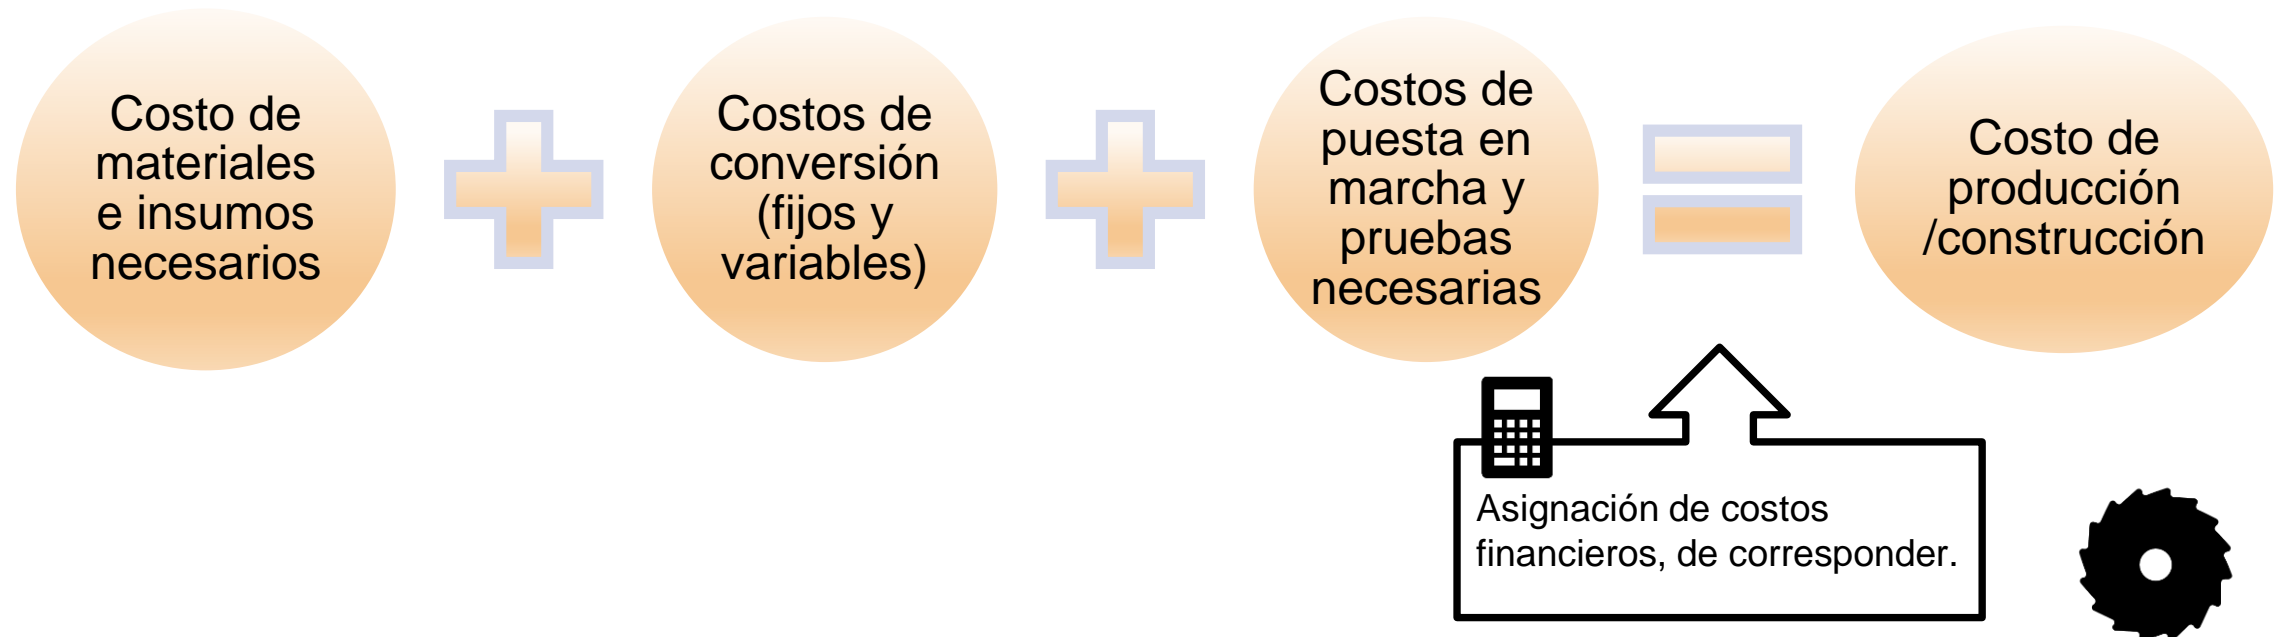 Costo de
materiales
e insumos
necesarios
Costos de
conversión
(fijos y
variables)
Costos de
puesta en
marcha y
pruebas
necesarias
Costo de
producción
/construcción
Asignación de costos
financieros, de corresponder.